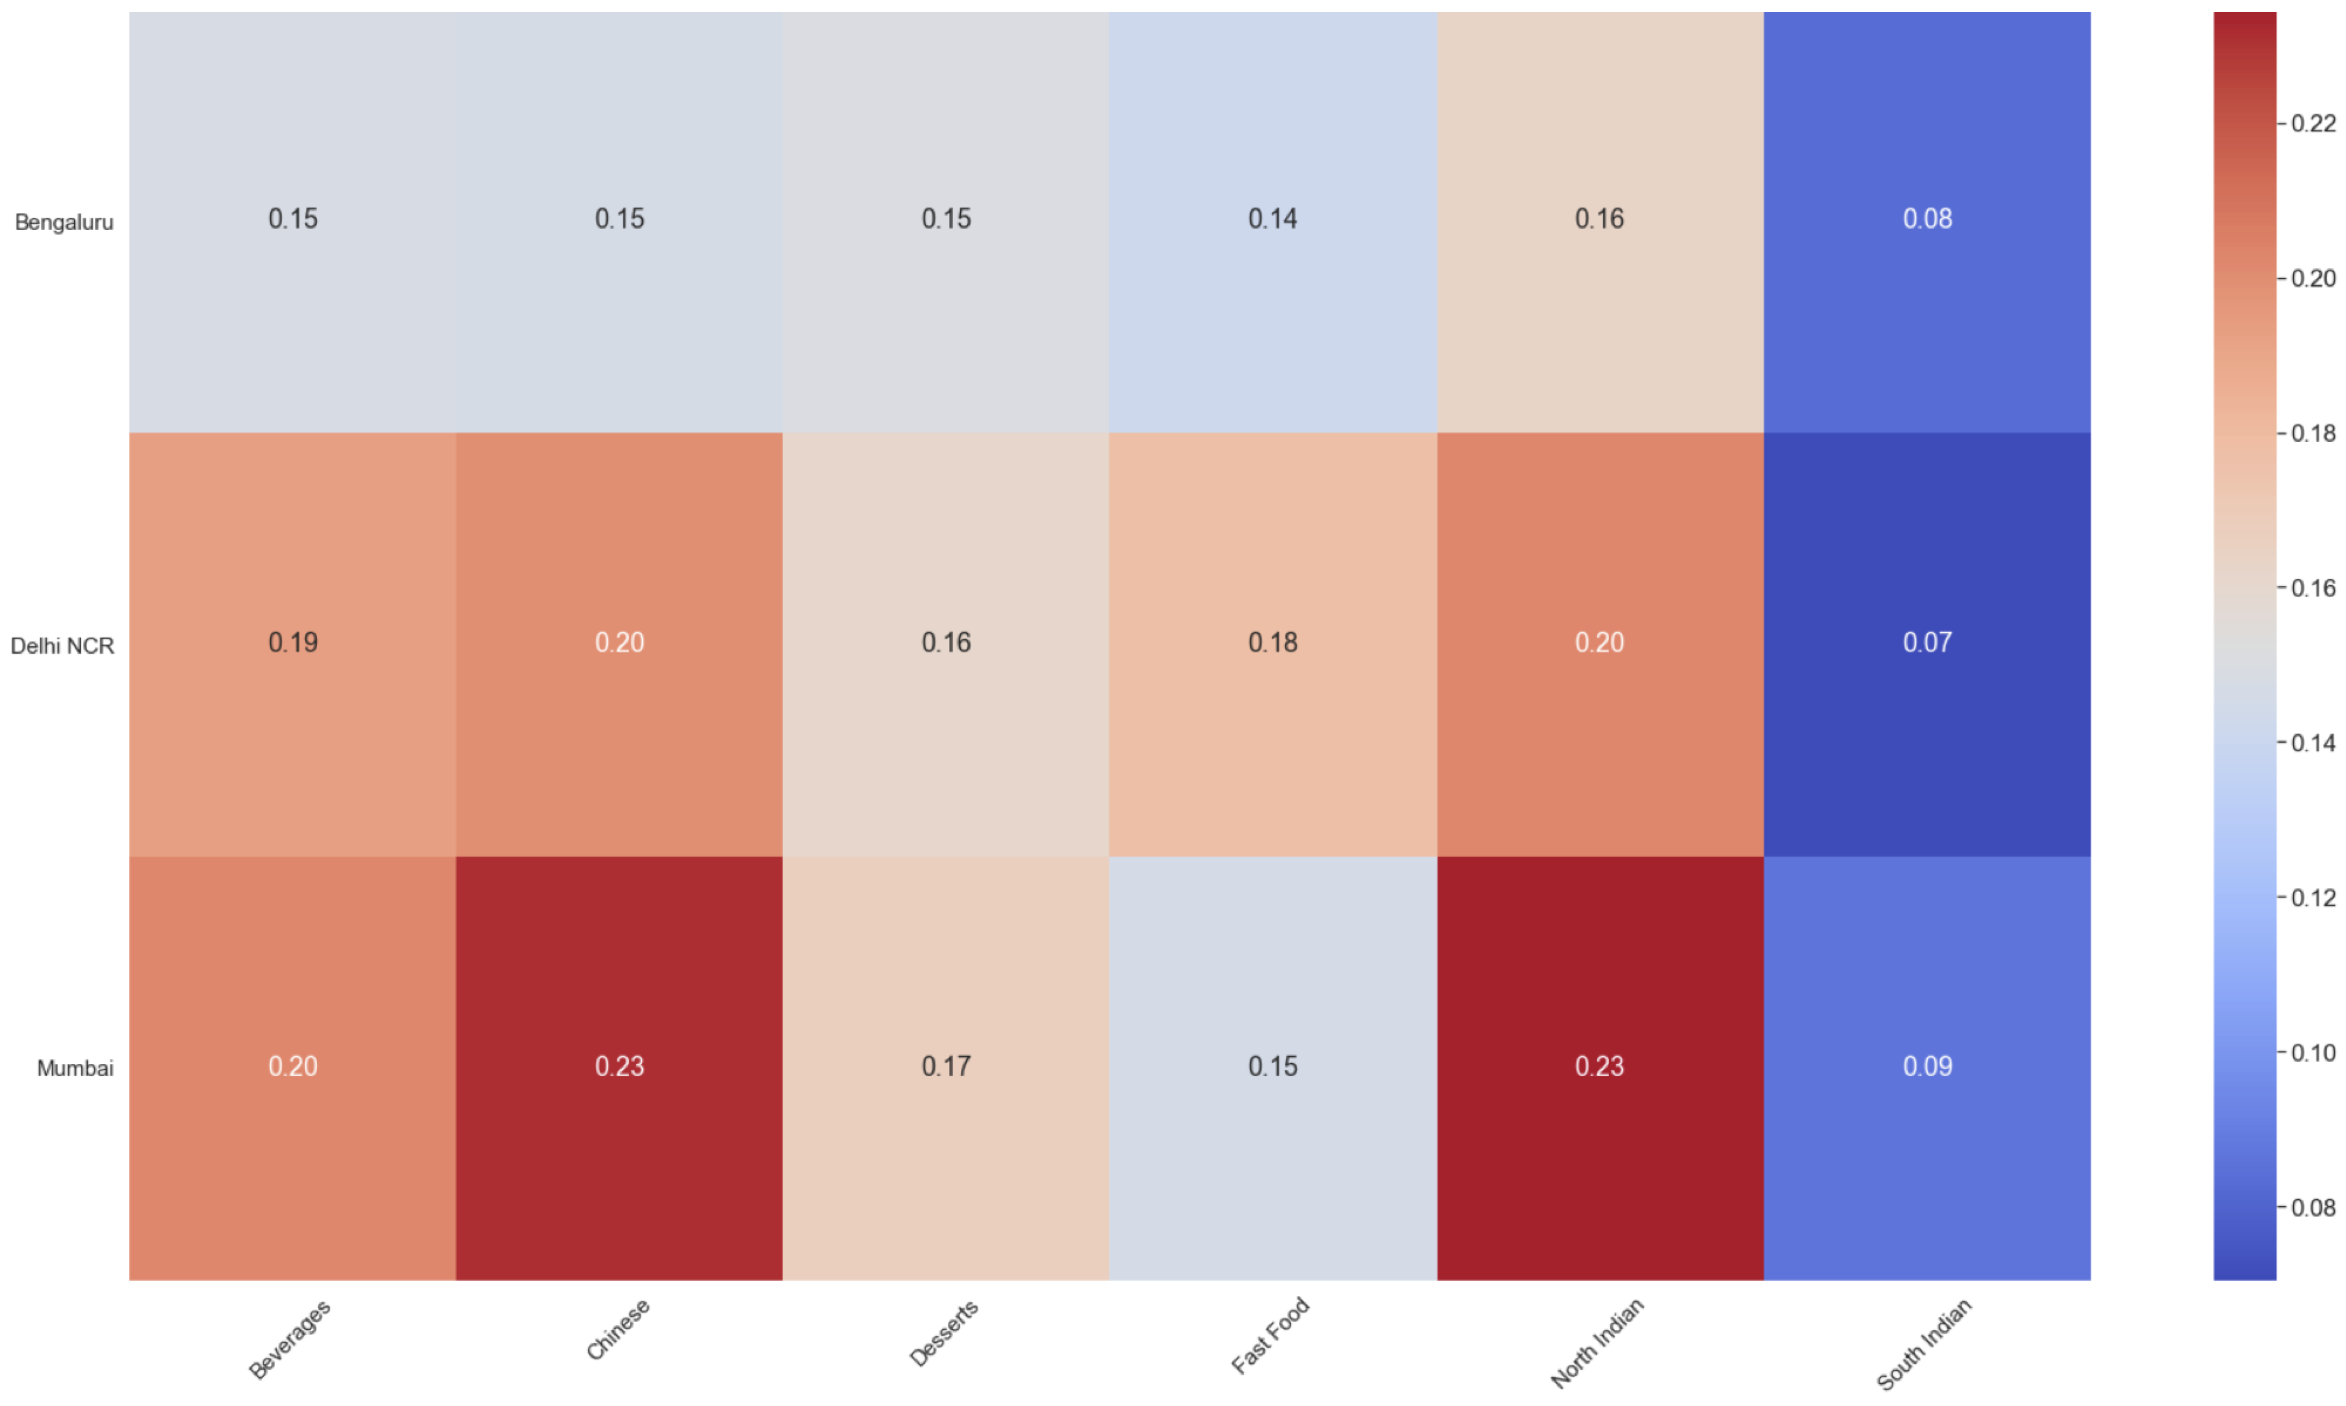 Bengaluru 0.15 0.15 0.15 0.14 0.16 0.08
Delhi NCR 0.19 0.20 0.16 0.18 0.20 0.07
Mumbai 0.20 0.23 0.17 0.15 0.23 0.09
Beverages
Chinese
Desserts
Fast Food
North Indian
South Indian
0.22
0.20
0.18
0.16
0.14
0.12
0.10
0.08